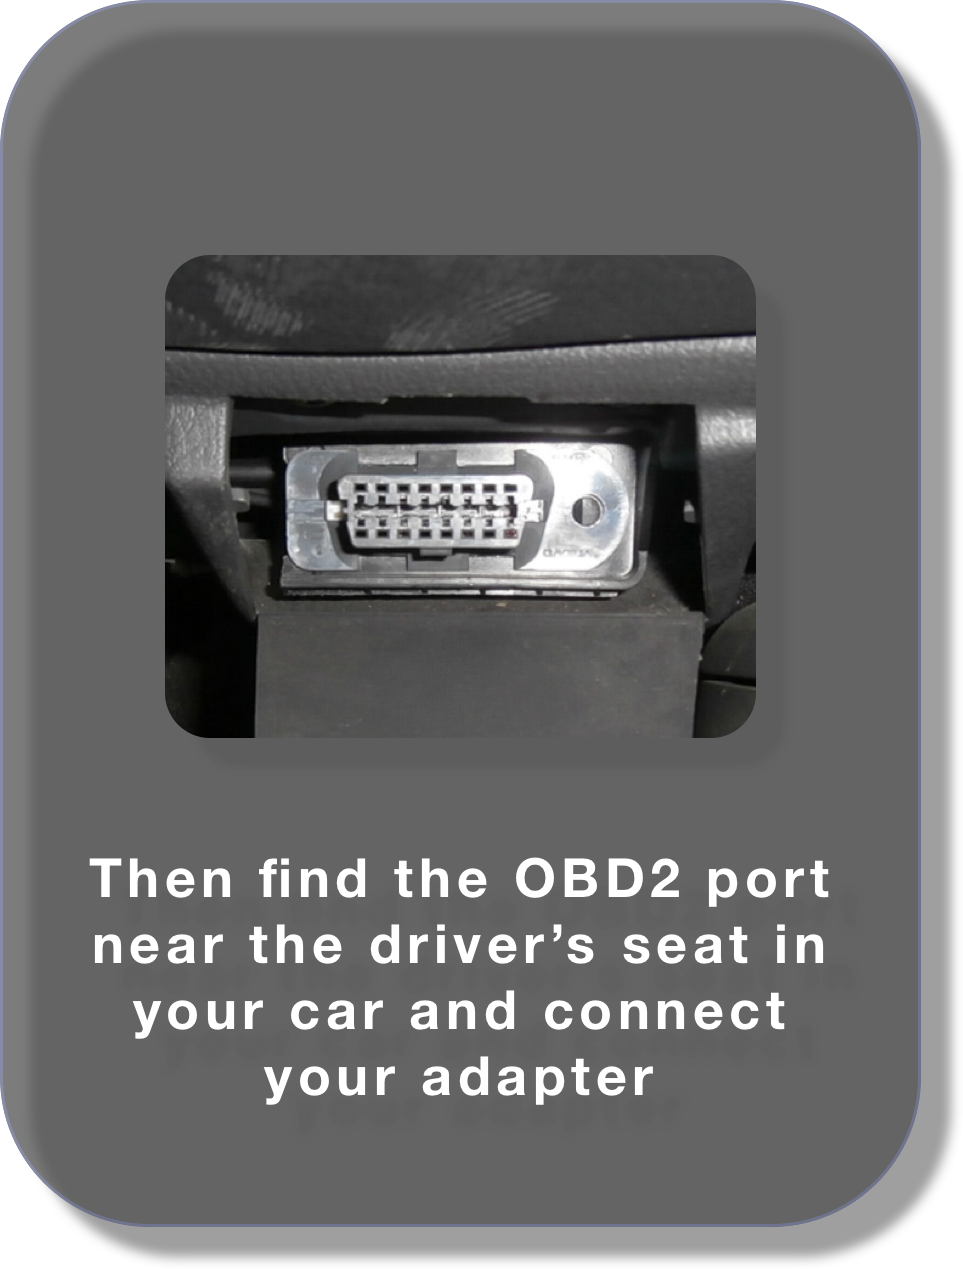 Then find the OBD2 port
near the driver’s seat in
your car and connect
your adapter